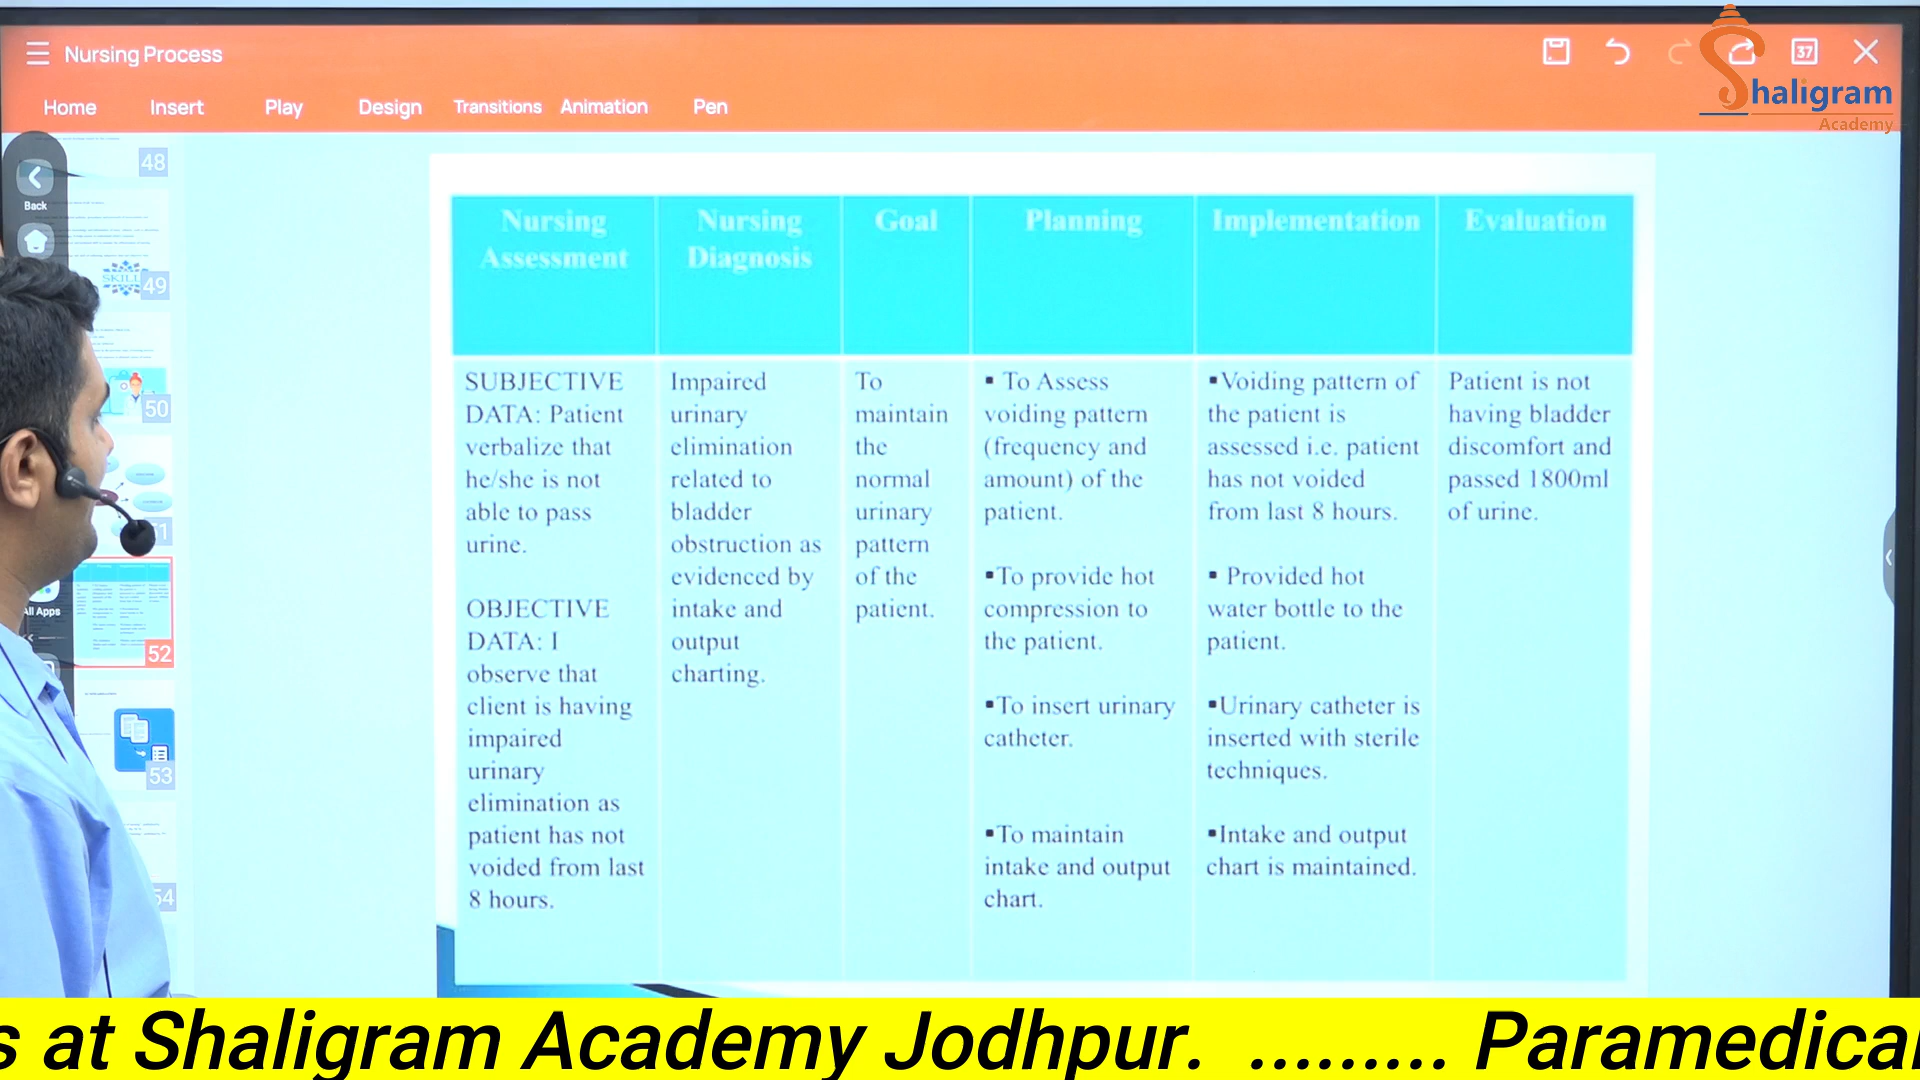 Nursing Process
37
Shaligram
Academy
Home Insert Play Design Transitions Animation Pen
48
Back
SKILL
49
50
51
All Apps
52
53
54
Nursing
Assessment
Nursing
Diagnosis
Goal
Planning
Implementation
Evaluation
SUBJECTIVE
DATA: Patient
verbalize that
he/she is not
able to pass
urine.
OBJECTIVE
DATA: I
observe that
client is having
impaired
urinary
elimination as
patient has not
voided from last
8 hours.
Impaired
urinary
elimination
related to
bladder
obstruction as
evidenced by
intake and
output
charting.
To
maintain
the
normal
urinary
pattern
of the
patient.
▪ To Assess
voiding pattern
(frequency and
amount) of the
patient.
▪To provide hot
compression to
the patient.
▪To insert urinary
catheter.
▪To maintain
intake and output
chart.
▪Voiding pattern of
the patient is
assessed i.e. patient
has not voided
from last 8 hours.
▪ Provided hot
water bottle to the
patient.
▪Urinary catheter is
inserted with sterile
techniques.
▪Intake and output
chart is maintained.
Patient is not
having bladder
discomfort and
passed 1800ml
of urine.
s at Shaligram Academy Jodhpur. ......... Paramedical